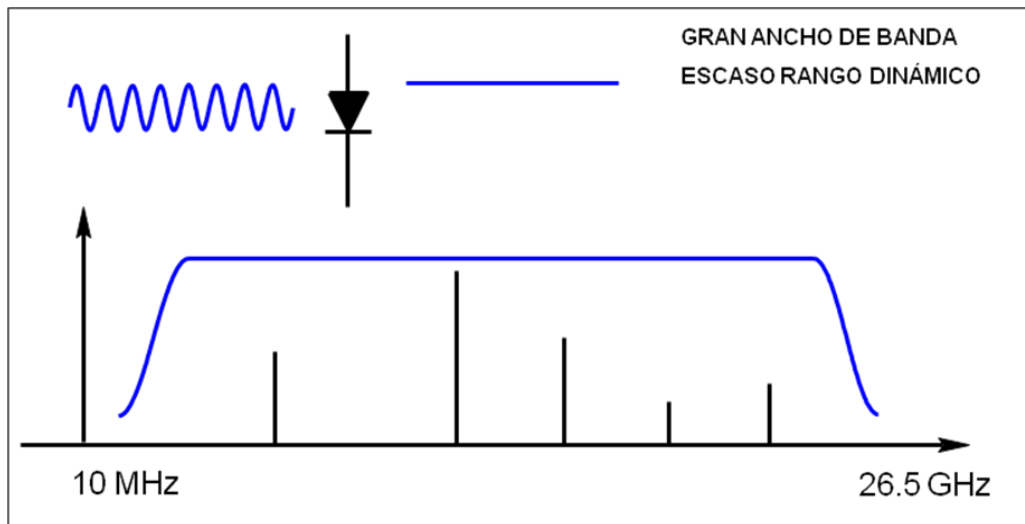 GRAN ANCHO DE BANDA
ESCASO RANGO DINÁMICO
10 MHz
26.5 GHz